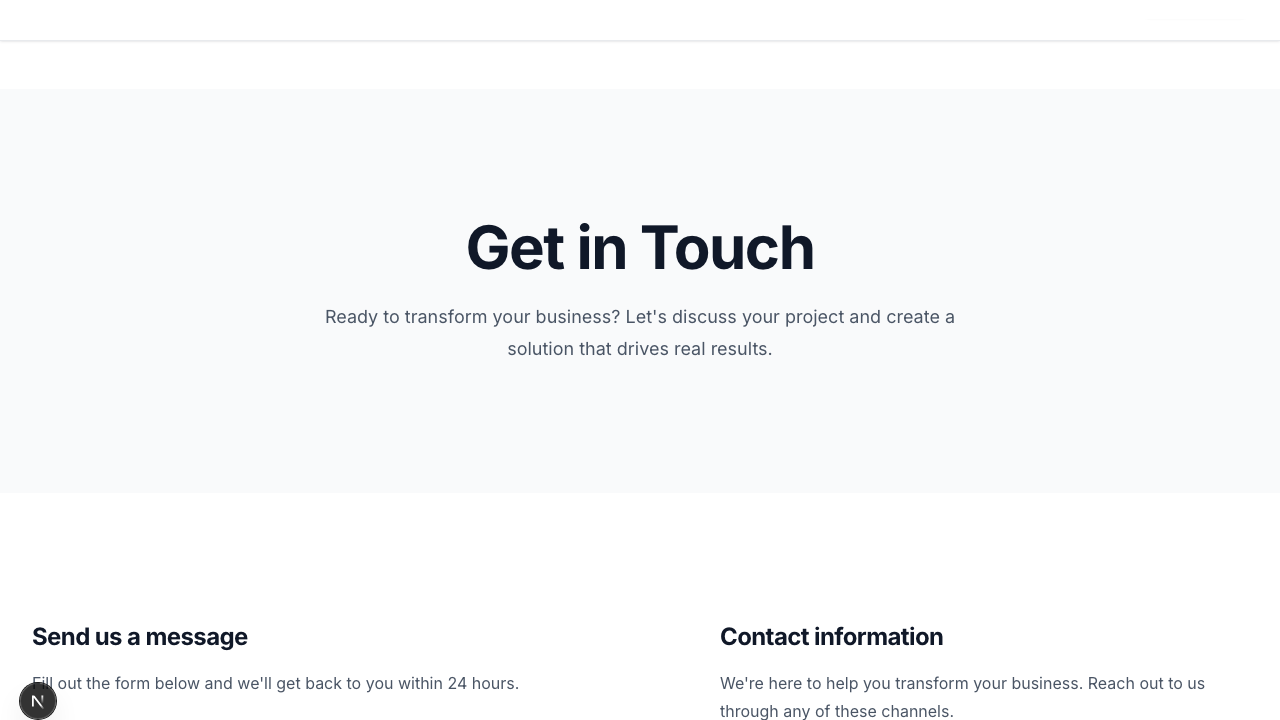 Get in Touch
Ready to transform your business? Let's discuss your project and create a
solution that drives real results.
Send us a message
Fill out the form below and we'll get back to you within 24 hours.
N
Contact information
We're here to help you transform your business. Reach out to us
through any of these channels.